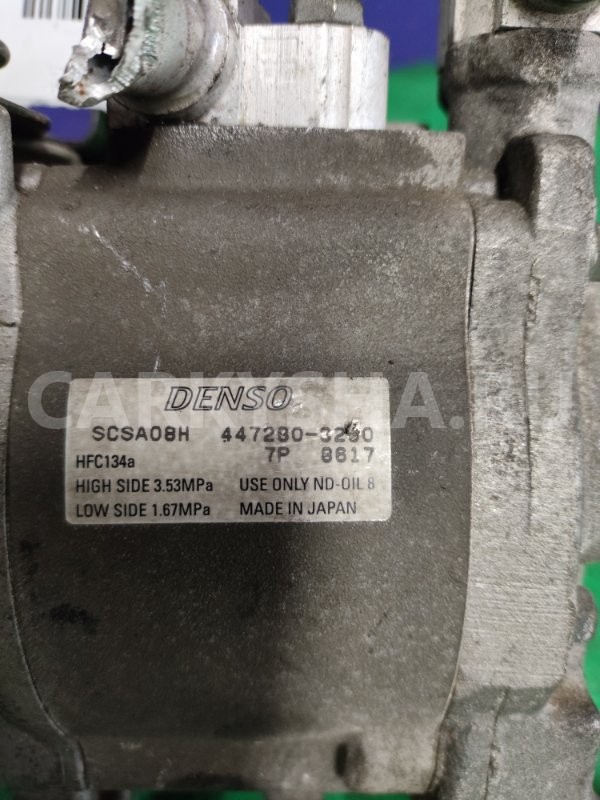 DENSO
SCSA08H 447280-3280
7P 8617
HFC134a
HIGH SIDE 3.53MPa USE ONLY ND-OIL 8
LOW SIDE 1.67MPa MADE IN JAPAN